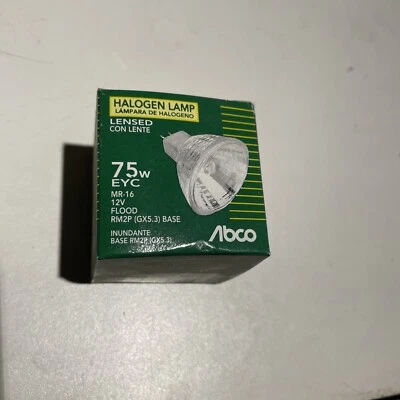 HALOGEN LAMP
LÁMPARA DE HALOGENO
LENSED
CON LENTE
75W
EYC
MR-16
12V
FLOOD
RM2P (GX5.3) BASE
INUNDANTE
BASE RM2P (GX5.3)
Abco